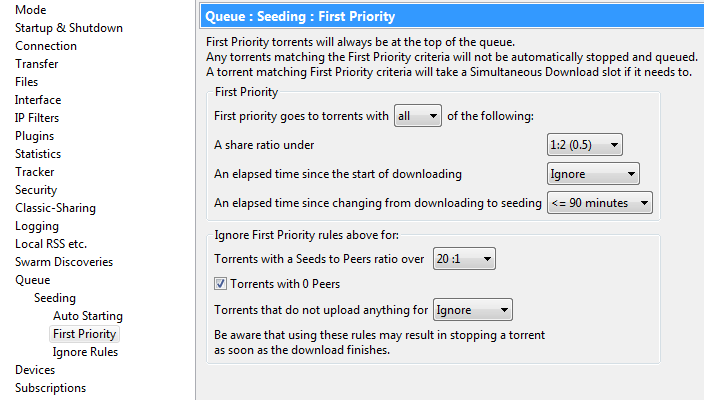 Mode
Startup & Shutdown
Connection
Transfer
Files
Interface
IP Filters
Plugins
Statistics
Tracker
Security
Classic-Sharing
Logging
Local RSS etc.
Swarm Discoveries
Queue
Seeding
Auto Starting
First Priority
Ignore Rules
Devices
Subscriptions
Queue : Seeding : First Priority
First Priority torrents will always be at the top of the queue.
Any torrents matching the First Priority criteria will not be automatically stopped and queued.
A torrent matching First Priority criteria will take a Simultaneous Download slot if it needs to.
First Priority
First priority goes to torrents with all of the following:
A share ratio under 1:2 (0.5)
An elapsed time since the start of downloading Ignore
An elapsed time since changing from downloading to seeding <= 90 minutes
Ignore First Priority rules above for:
Torrents with a Seeds to Peers ratio over 20 :1
Torrents with 0 Peers
Torrents that do not upload anything for Ignore
Be aware that using these rules may result in stopping a torrent
as soon as the download finishes.